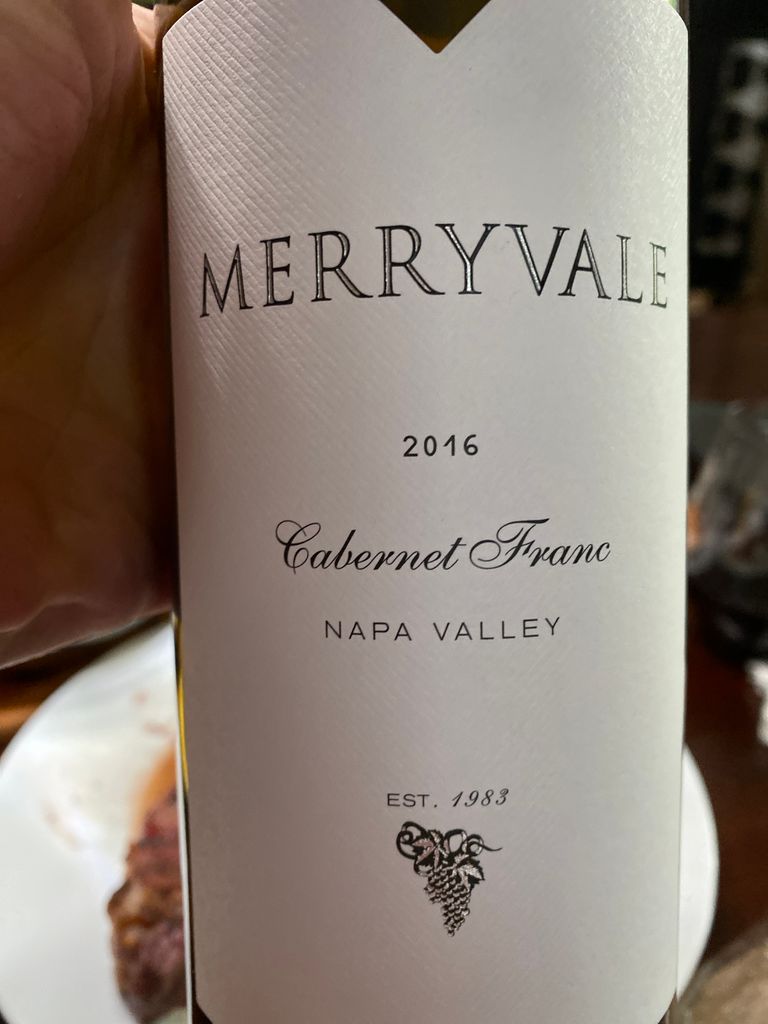 MERRYVALE
2016
Cabernet Franc
NAPA VALLEY
EST. 1983